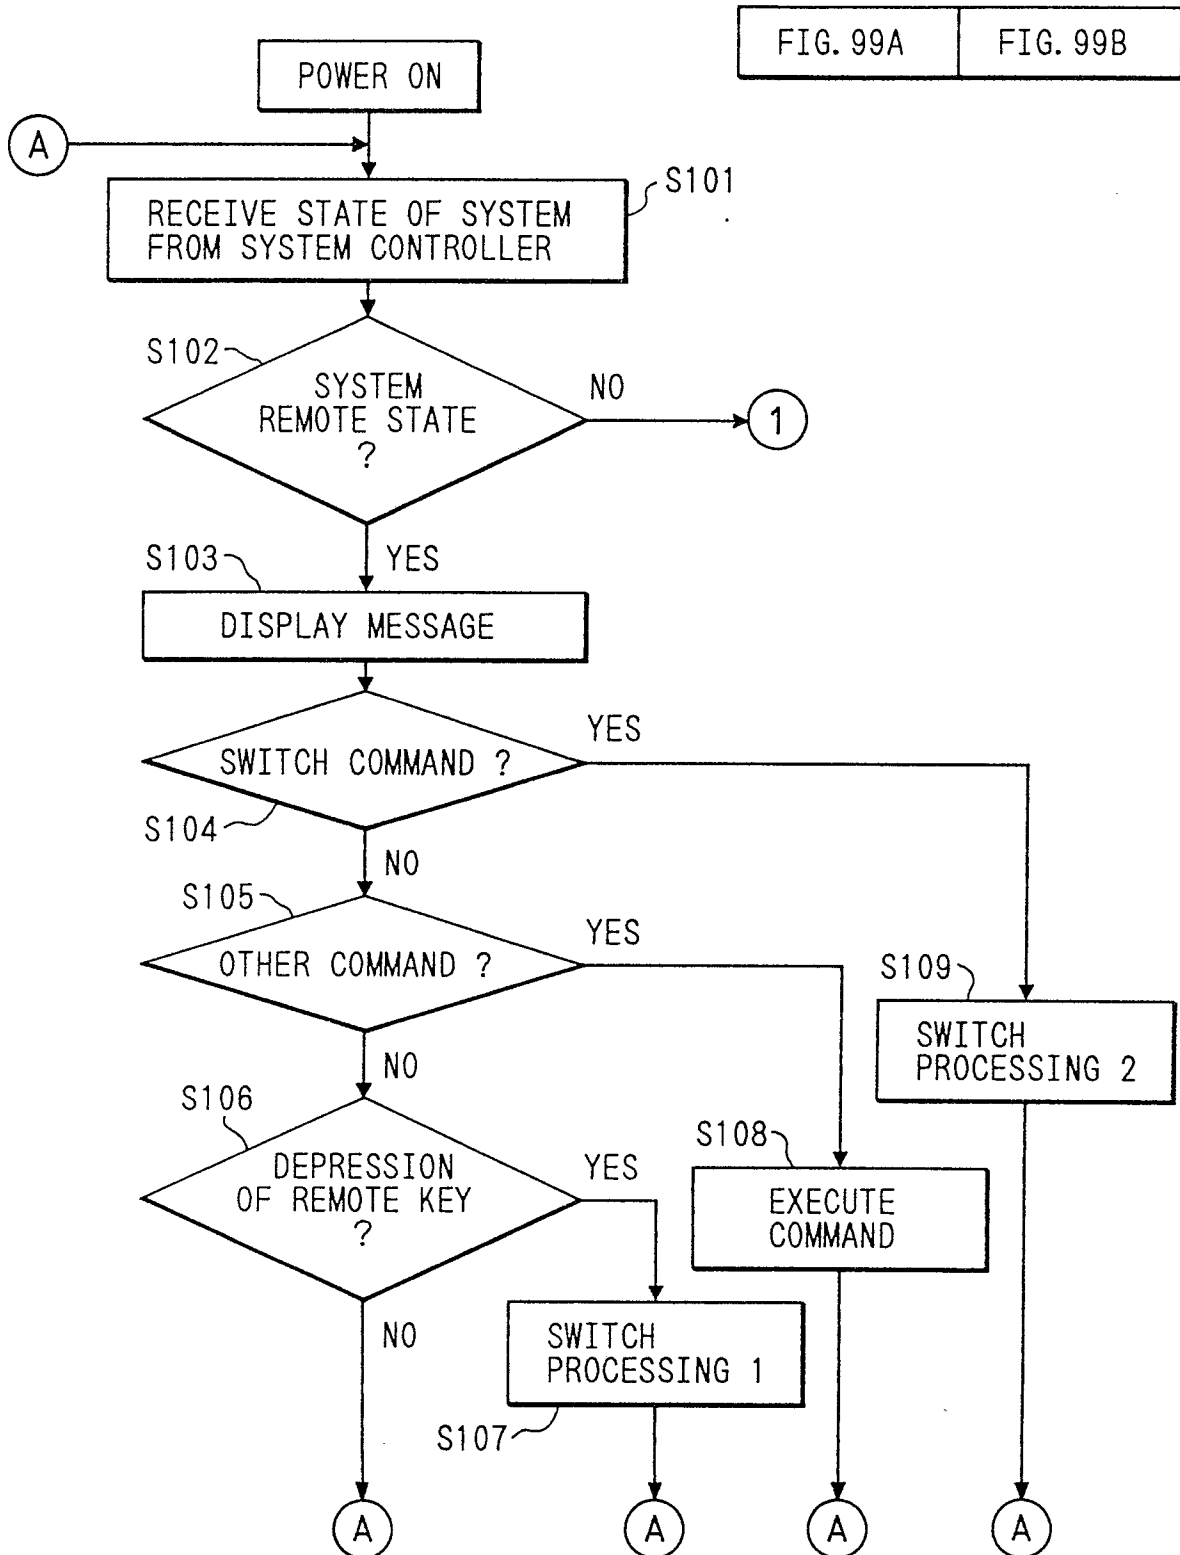 FIG. 99A
FIG. 99B
POWER ON
A
S101
RECEIVE STATE OF SYSTEM
FROM SYSTEM CONTROLLER
S102
SYSTEM
REMOTE STATE
?
NO
1
YES
S103
DISPLAY MESSAGE
SWITCH COMMAND ?
YES
S104
NO
S105
OTHER COMMAND ?
YES
S109
SWITCH
PROCESSING 2
NO
S106
DEPRESSION
OF REMOTE KEY
?
YES
S108
EXECUTE
COMMAND
NO
SWITCH
PROCESSING 1
S107
A
A
A
A